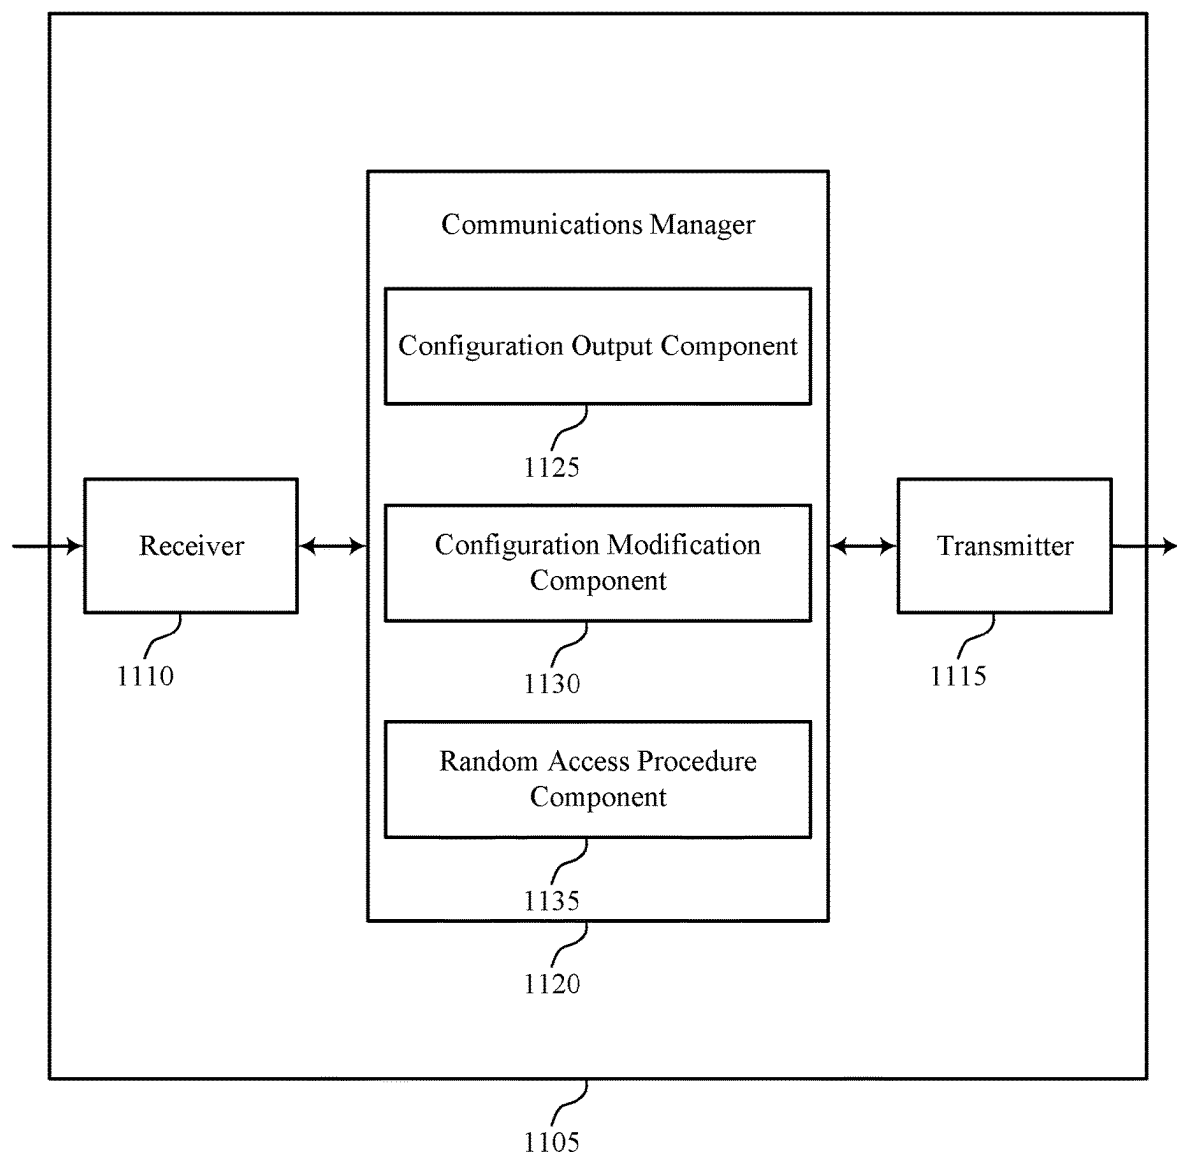 Communications Manager
Configuration Output Component
1125
Receiver
1110
Configuration Modification
Component
1130
Transmitter
1115
Random Access Procedure
Component
1135
1120
1105